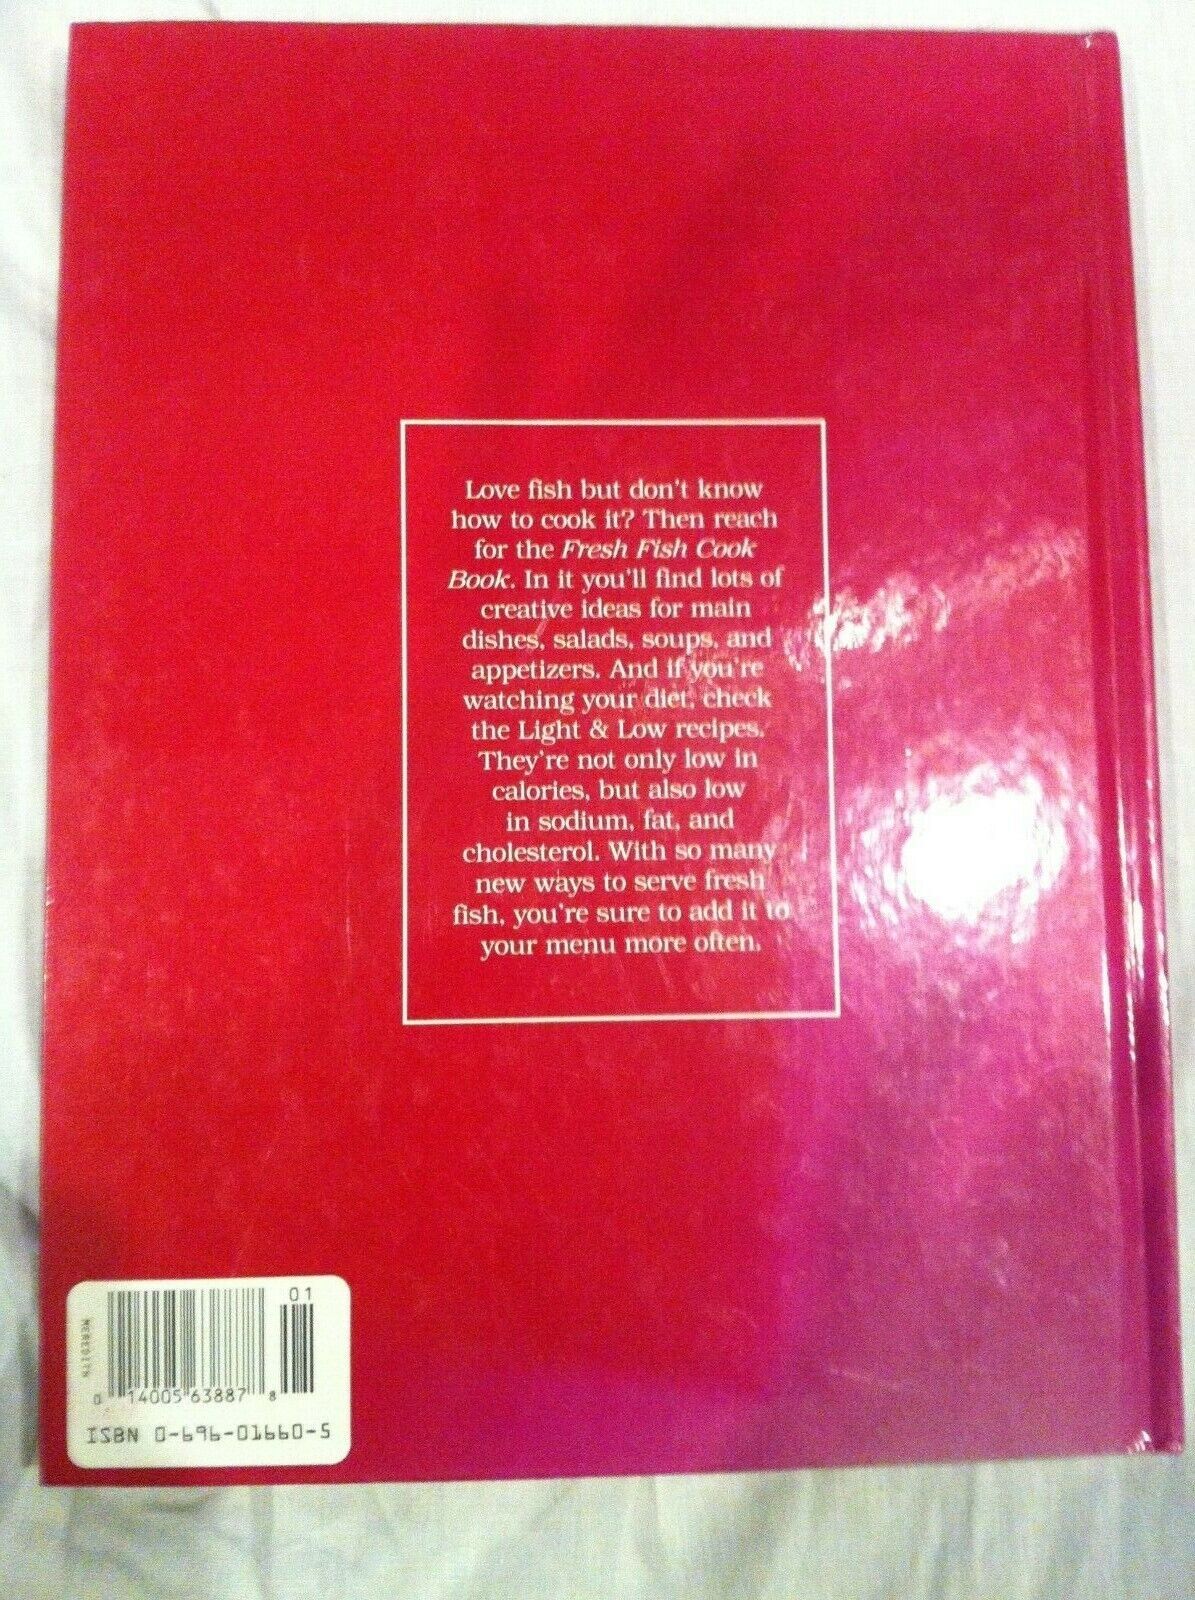 Love fish but don't know
how to cook it? Then reach
for the Fresh Fish Cook
Book. In it you'll find lots of
creative ideas for main
dishes, salads, soups, and
appetizers. And if you're
watching your diet, check
the Light & Low recipes.
They're not only low in
calories, but also low
in sodium, fat, and
cholesterol. With so many
new ways to serve fresh
fish, you're sure to add it to
your menu more often.
01
MEREDITH
0 14005 63887 8
ISBN 0-696-01660-5